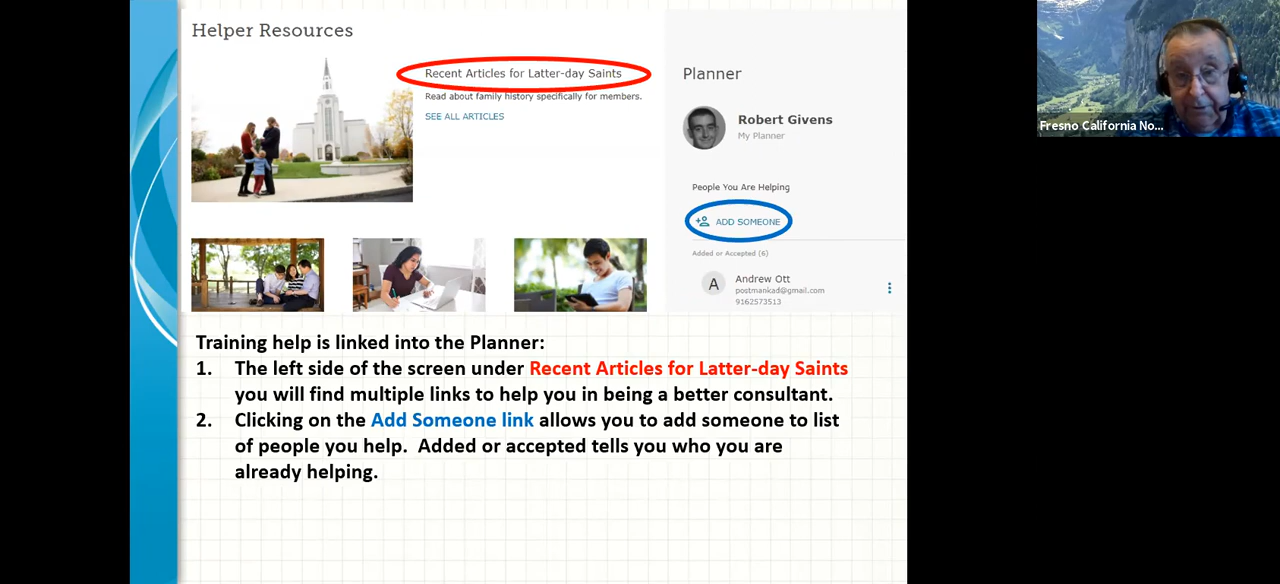 Helper Resources
Recent Articles for Latter-day Saints
Read about family history specifically for members.
SEE ALL ARTICLES
Planner
Robert Givens
My Planner
People You Are Helping
ADD SOMEONE
Added or Accepted (6)
A
Andrew Ott
postmankad@gmail.com
9162573513
Fresno California No...
Training help is linked into the Planner:
1. The left side of the screen under Recent Articles for Latter-day Saints
you will find multiple links to help you in being a better consultant.
2. Clicking on the Add Someone link allows you to add someone to list
of people you help. Added or accepted tells you who you are
already helping.